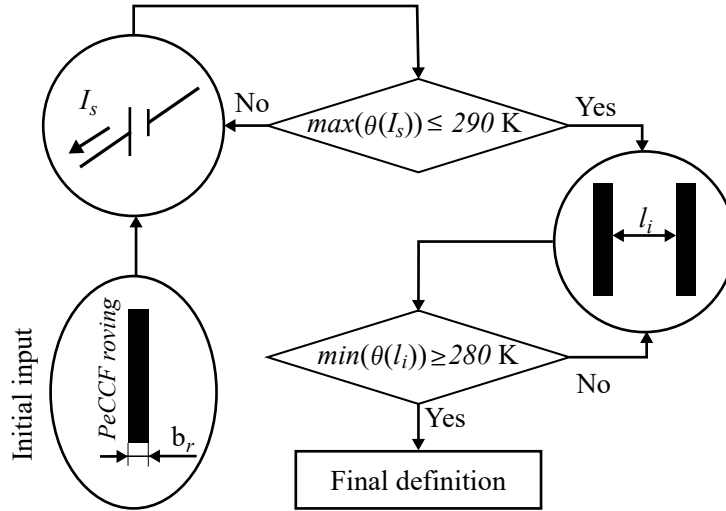 I_s
No
max(θ(I_s)) ≤ 290 K
Yes
l_i
Initial input
PeCCF roving
b_r
min(θ(l_i)) ≥ 280 K
No
Yes
Final definition